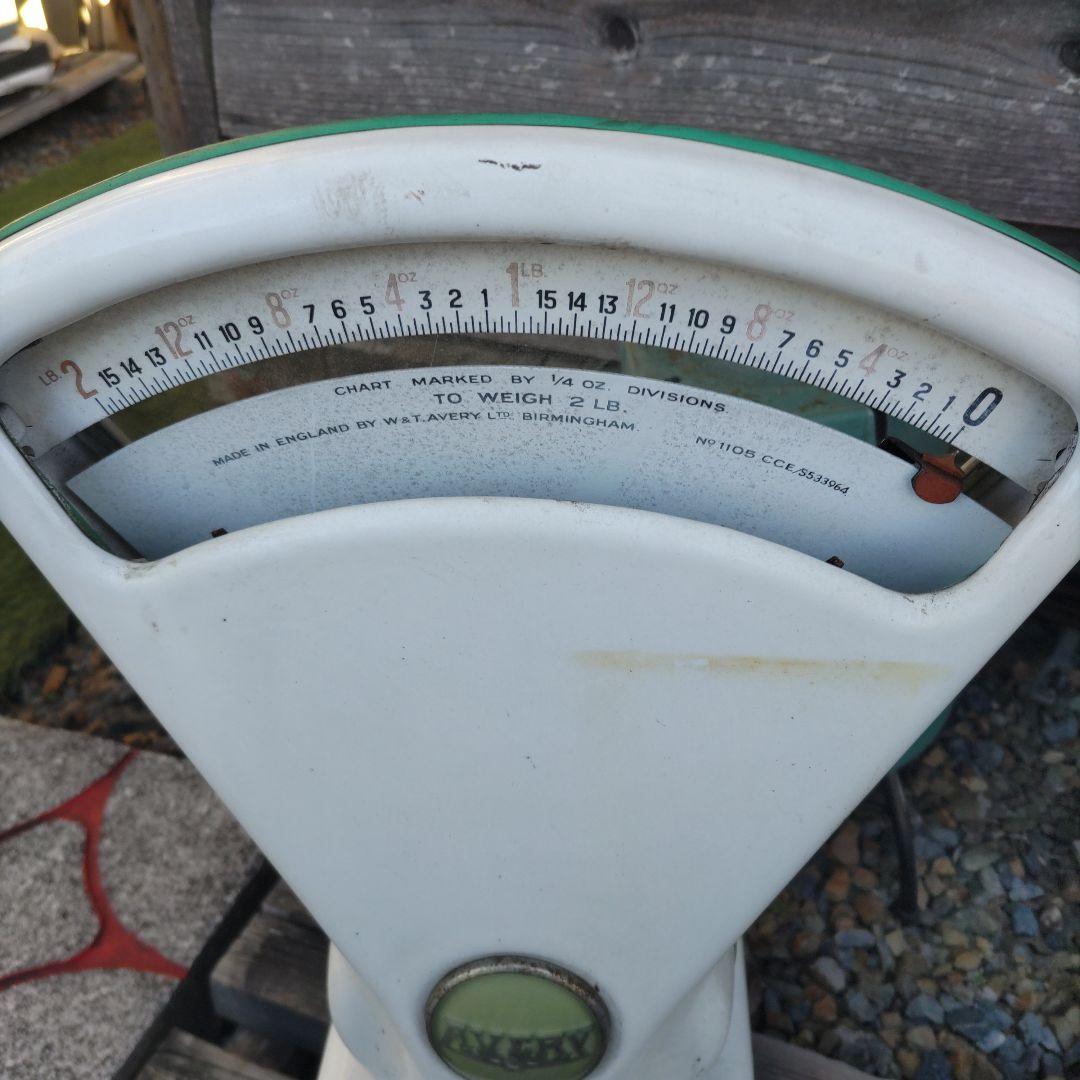 LB. 2 15 14 13 12 OZ 11 10 9 8 OZ 7 6 5 4 OZ 3 2 1 1 LB. 15 14 13 12 OZ 11 10 9 8 OZ 7 6 5 4 OZ 3 2 1 0
CHART MARKED BY 1/4 OZ. DIVISIONS
TO WEIGH 2 LB.
MADE IN ENGLAND BY W & T. AVERY LTD. BIRMINGHAM
No 1105 CCE/S533964
AVERY